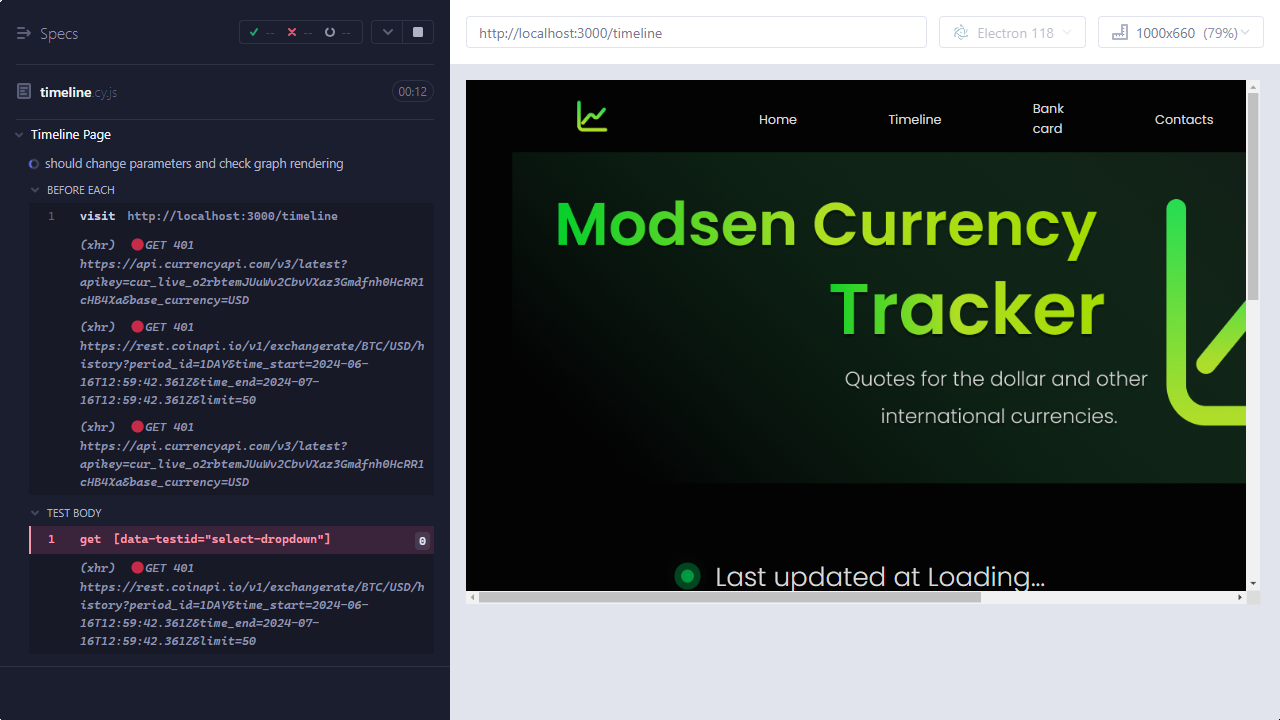 Specs
-- -- --
timeline.cy.js
00:12
Timeline Page
should change parameters and check graph rendering
BEFORE EACH
1 visit http://localhost:3000/timeline
(xhr) GET 401
https://api.currencyapi.com/v3/latest?
apikey=cur_live_o2rbtemJUuWv2CbvVXaz3Gmdfnh0HcRR1
cHB4Xa&base_currency=USD
(xhr) GET 401
https://rest.coinapi.io/v1/exchangerate/BTC/USD/h
istory?period_id=1DAY&time_start=2024-06-
16T12:59:42.361Z&time_end=2024-07-
16T12:59:42.361Z&limit=50
(xhr) GET 401
https://api.currencyapi.com/v3/latest?
apikey=cur_live_o2rbtemJUuWv2CbvVXaz3Gmdfnh0HcRR1
cHB4Xa&base_currency=USD
TEST BODY
1 get [data-testid="select-dropdown"] 0
(xhr) GET 401
https://rest.coinapi.io/v1/exchangerate/BTC/USD/h
istory?period_id=1DAY&time_start=2024-06-
16T12:59:42.361Z&time_end=2024-07-
16T12:59:42.361Z&limit=50
http://localhost:3000/timeline
Electron 118
1000x660 (79%)
Home
Timeline
Bank
card
Contacts
Modsen Currency
Tracker
Quotes for the dollar and other
international currencies.
Last updated at Loading...